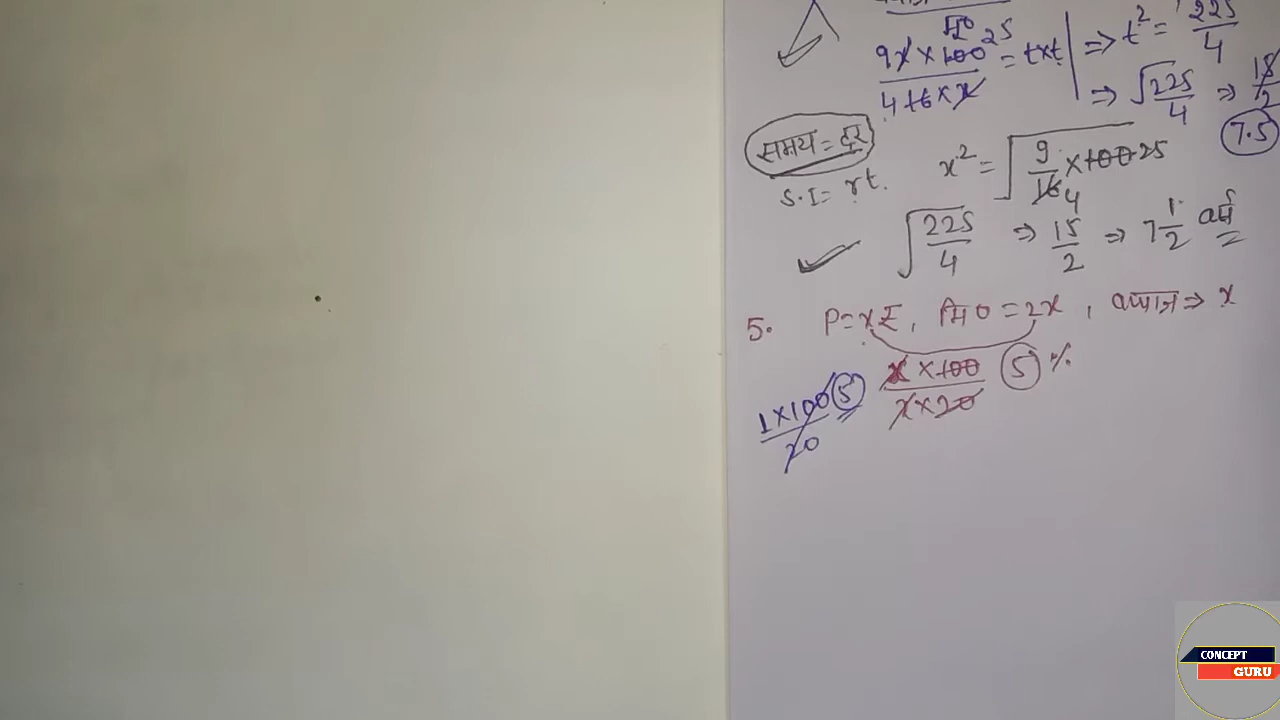 9x × 100 25 = t×t
4 16 × x
⇒ t² = 225/4
⇒ √225/4 ⇒ 15/2
7.5
समय = दर
S.I = rt.
x² = √9/16 × 100 25
4
√225/4 ⇒ 15/2 ⇒ 7 1/2 वर्ष
5. P = x ₹, मि० = 2x, ब्याज ⇒ x
x × 100 / x × 20 5 %
1 × 100 / 20 5
CONCEPT
GURU